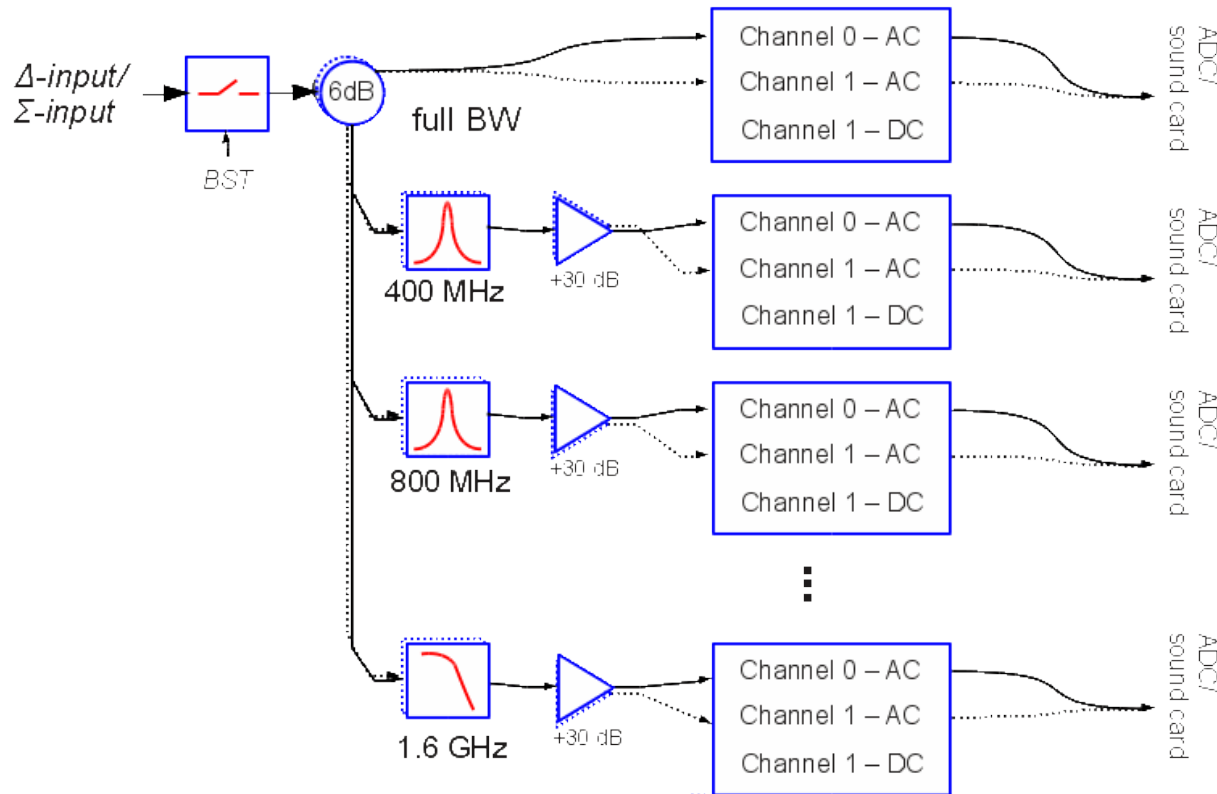 Δ-input/
Σ-input
BST
6dB
full BW
Channel 0 – AC
Channel 1 – AC
Channel 1 – DC
ADC/
sound card
400 MHz
+30 dB
Channel 0 – AC
Channel 1 – AC
Channel 1 – DC
ADC/
sound card
800 MHz
+30 dB
Channel 0 – AC
Channel 1 – AC
Channel 1 – DC
ADC/
sound card
1.6 GHz
+30 dB
Channel 0 – AC
Channel 1 – AC
Channel 1 – DC
ADC/
sound card